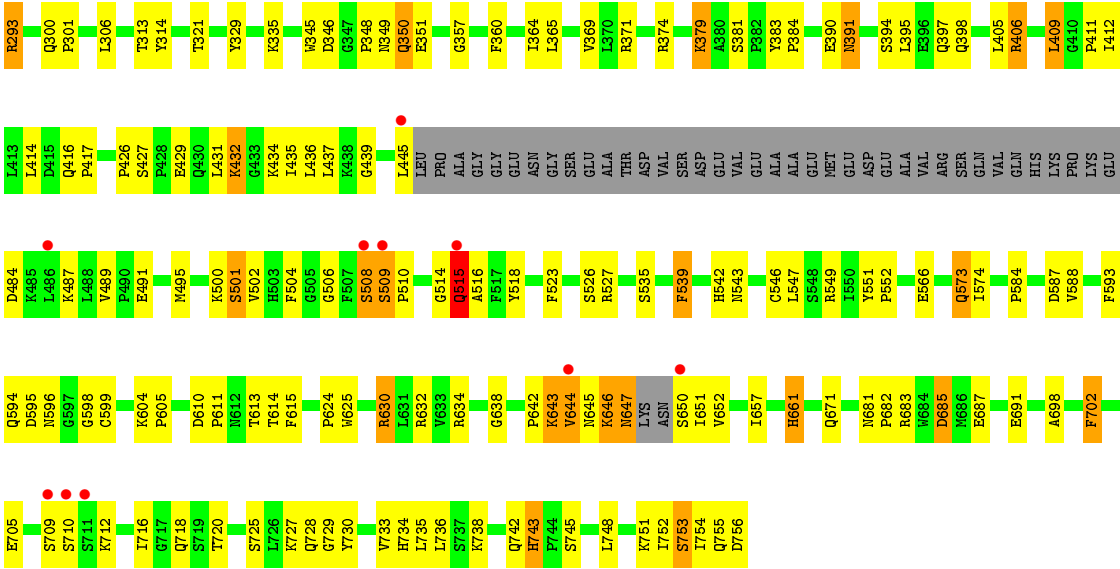 R293 Q300 P301 L306 T313 Y314 T321 Y329 K335 W345 D346 G347 P348 N349 Q350 E351 G357 F360 I364 L365 V369 L370 R371 R374 K379 A380 S381 P382 Y383 P384 E390 N391 S394 L395 E396 Q397 Q398 L405 R406 L409 G410 P411 I412
L413 L414 D415 Q416 P417 P426 S427 P428 E429 Q430 L431 K432 G433 K434 I435 L436 L437 K438 G439 L445 LEU PRO ALA GLY GLY GLU ASN GLY SER GLU ALA THR ASP VAL SER ASP GLU VAL GLU ALA ALA GLU MET GLU ASP GLU ALA VAL ARG SER GLN VAL GLN HIS LYS PRO LYS GLU
D484 K485 L486 K487 L488 V489 P490 E491 M495 K500 S501 V502 H503 F504 G505 G506 F507 S508 S509 P510 G514 Q515 A516 F517 Y518 F523 S526 R527 S535 F539 H542 N543 C546 L547 S548 R549 I550 Y551 P552 E566 Q573 I574 P584 D587 V588 F593
Q594 D595 N596 G597 G598 C599 K604 P605 D610 P611 N612 T613 T614 F615 P624 W625 R630 L631 R632 V633 R634 G638 P642 K643 V644 N645 K646 N647 LYS ASN S650 I651 V652 I657 H661 Q671 N681 P682 R683 W684 D685 M686 E687 E691 A698 F702
E705 S709 S710 S711 K712 I716 G717 Q718 S719 T720 S725 L726 K727 Q728 G729 Y730 V733 H734 L735 L736 S737 K738 Q742 H743 P744 S745 L748 K751 I752 S753 I754 Q755 D756